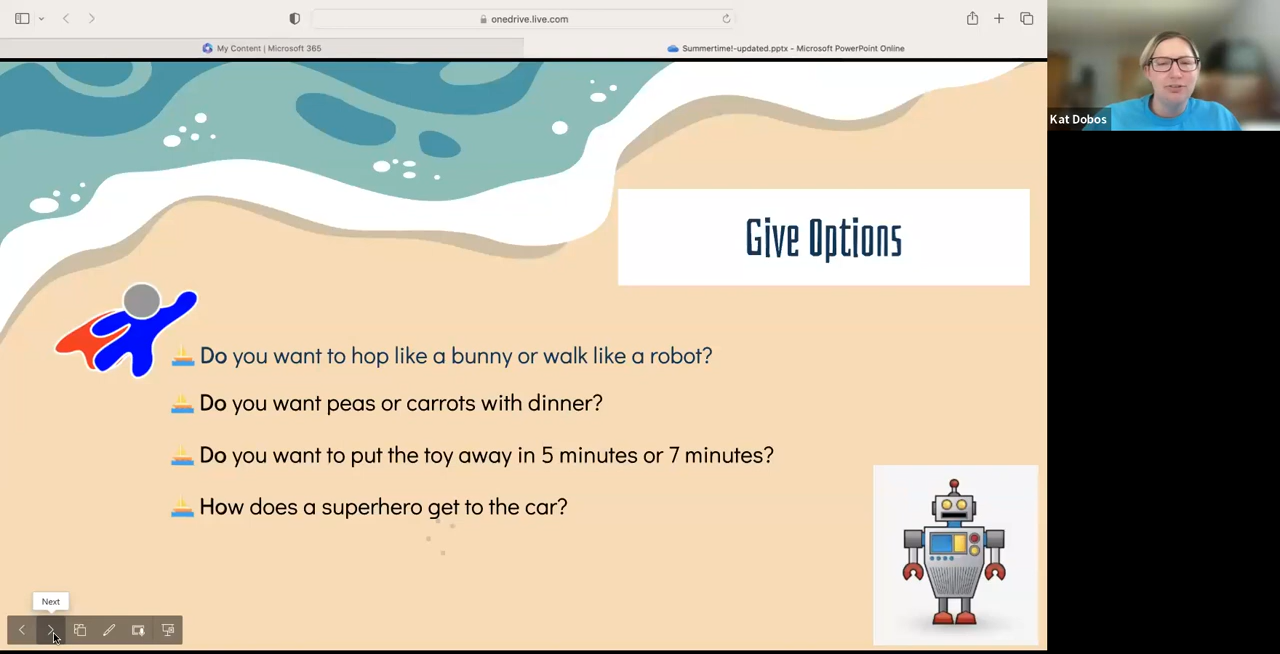 onedrive.live.com
My Content | Microsoft 365
Summertime!-updated.pptx - Microsoft PowerPoint Online
Kat Dobos
Give Options
Do you want to hop like a bunny or walk like a robot?
Do you want peas or carrots with dinner?
Do you want to put the toy away in 5 minutes or 7 minutes?
How does a superhero get to the car?
Next